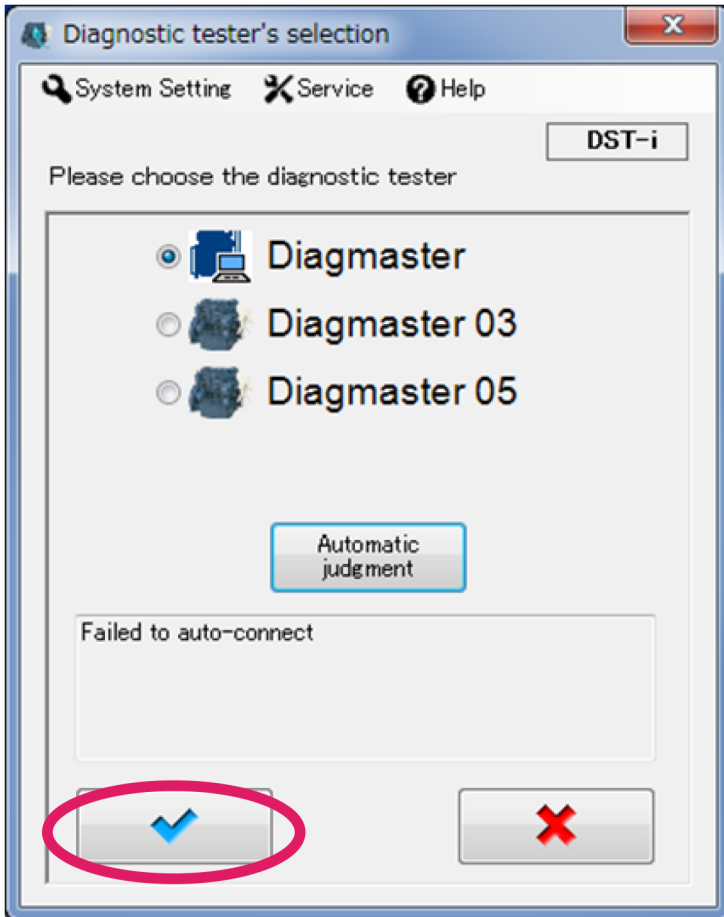 Diagnostic tester's selection
System Setting Service Help
DST-i
Please choose the diagnostic tester
Diagmaster
Diagmaster 03
Diagmaster 05
Automatic
judgment
Failed to auto-connect